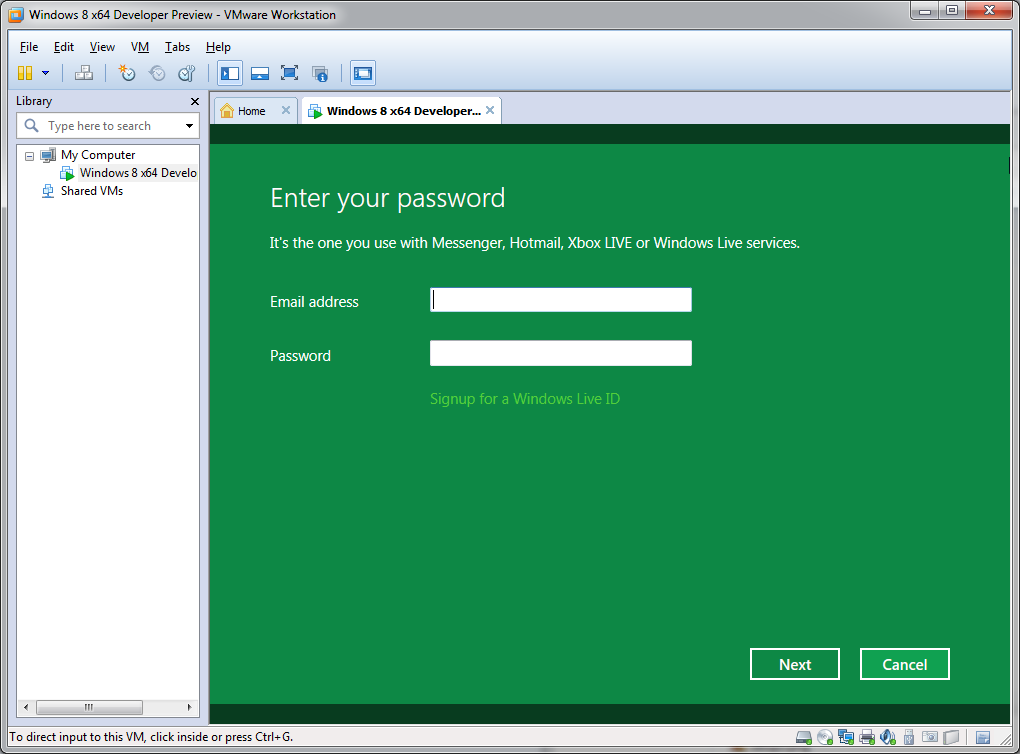 Windows 8 x64 Developer Preview - VMware Workstation
File Edit View VM Tabs Help
Library
Type here to search
My Computer
Windows 8 x64 Develo
Shared VMs
Home
Windows 8 x64 Developer...
Enter your password
It's the one you use with Messenger, Hotmail, Xbox LIVE or Windows Live services.
Email address
Password
Signup for a Windows Live ID
Next
Cancel
To direct input to this VM, click inside or press Ctrl+G.